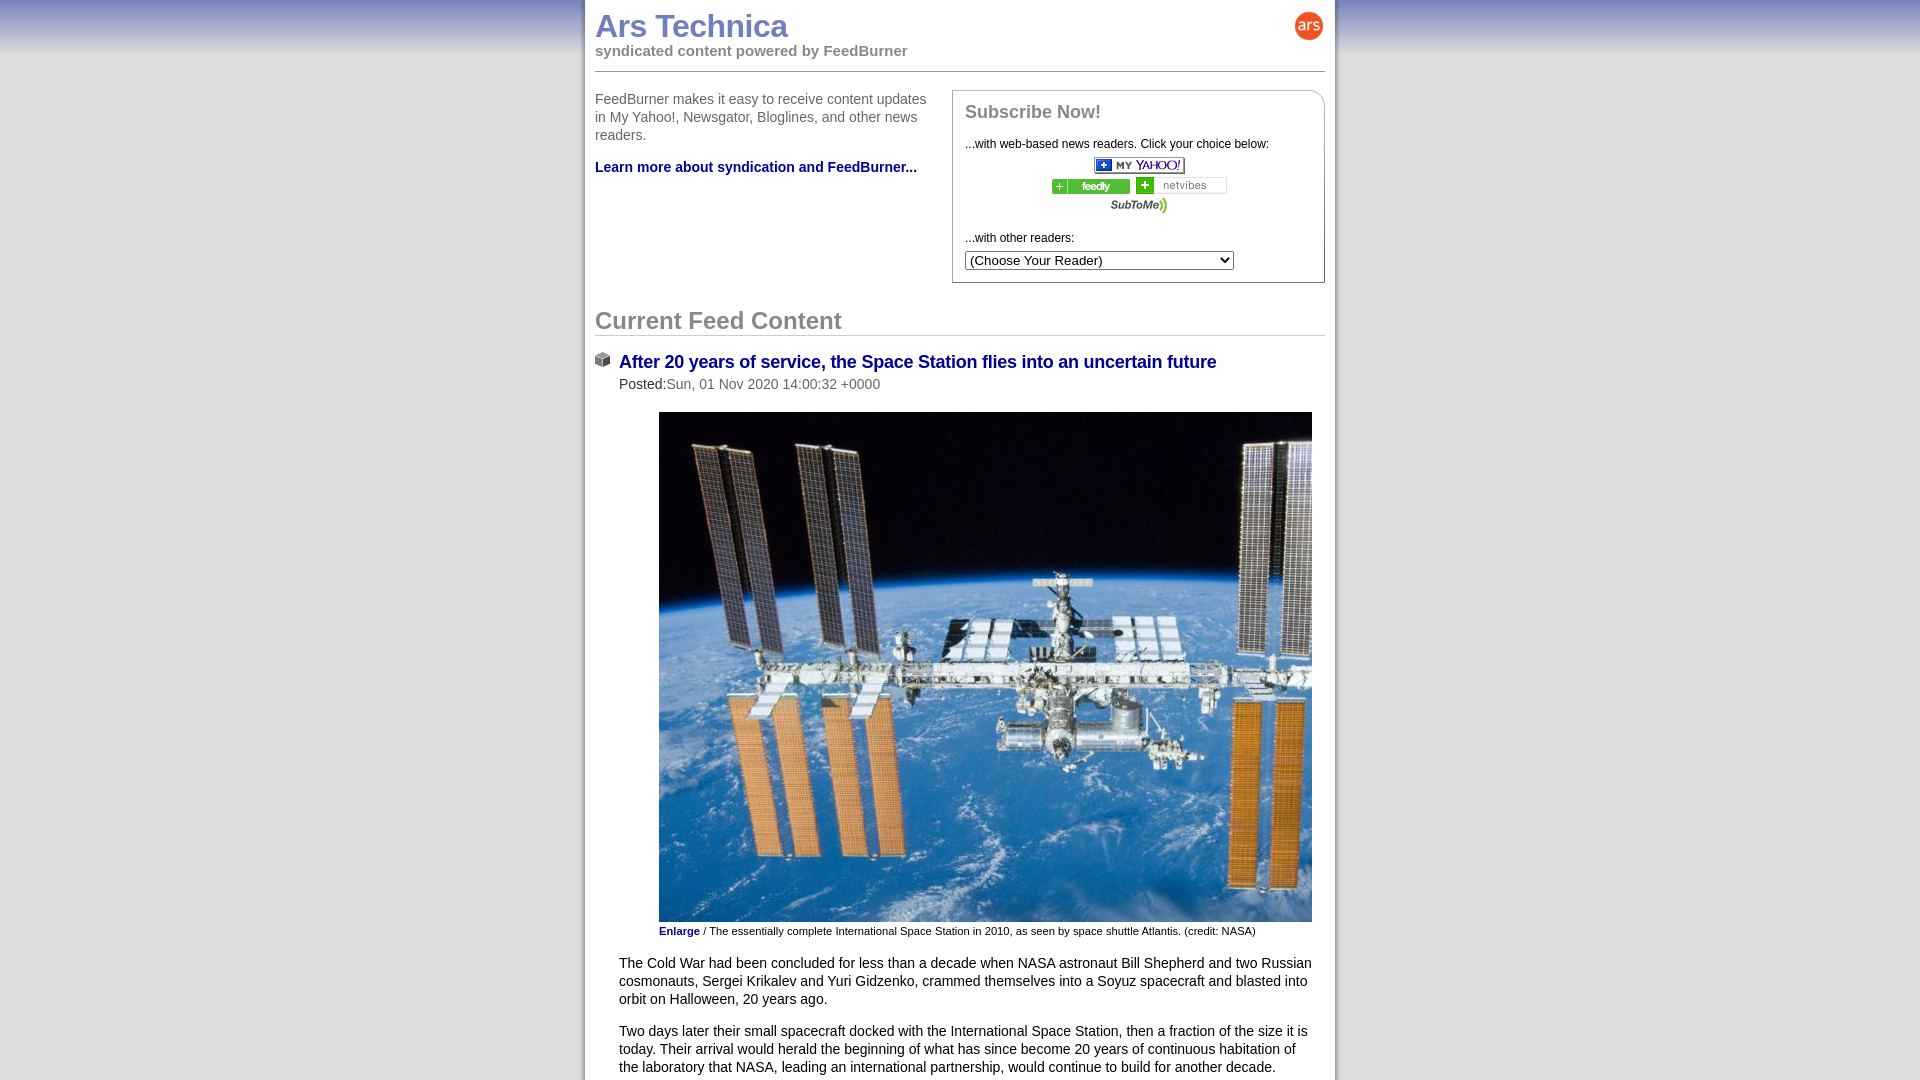 Ars Technica
ars
syndicated content powered by FeedBurner
FeedBurner makes it easy to receive content updates
in My Yahoo!, Newsgator, Bloglines, and other news
readers.
Learn more about syndication and FeedBurner...
Subscribe Now!
...with web-based news readers. Click your choice below:
MY YAHOO!
feedly
netvibes
SubToMe
...with other readers:
(Choose Your Reader)
Current Feed Content
After 20 years of service, the Space Station flies into an uncertain future
Posted:Sun, 01 Nov 2020 14:00:32 +0000
Enlarge / The essentially complete International Space Station in 2010, as seen by space shuttle Atlantis. (credit: NASA)
The Cold War had been concluded for less than a decade when NASA astronaut Bill Shepherd and two Russian
cosmonauts, Sergei Krikalev and Yuri Gidzenko, crammed themselves into a Soyuz spacecraft and blasted into
orbit on Halloween, 20 years ago.
Two days later their small spacecraft docked with the International Space Station, then a fraction of the size it is
today. Their arrival would herald the beginning of what has since become 20 years of continuous habitation of
the laboratory that NASA, leading an international partnership, would continue to build for another decade.